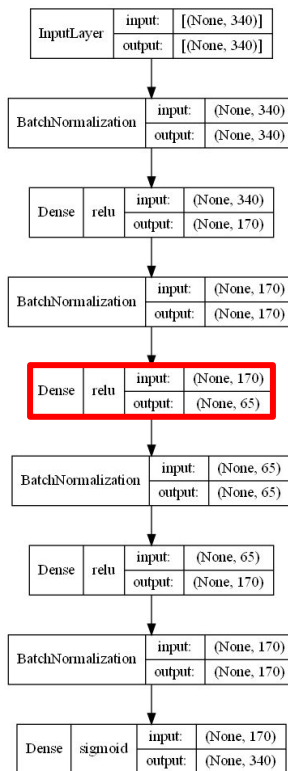 InputLayer input: [(None, 340)]
output: [(None, 340)]
BatchNormalization input: (None, 340)
output: (None, 340)
Dense relu input: (None, 340)
output: (None, 170)
BatchNormalization input: (None, 170)
output: (None, 170)
Dense relu input: (None, 170)
output: (None, 65)
BatchNormalization input: (None, 65)
output: (None, 65)
Dense relu input: (None, 65)
output: (None, 170)
BatchNormalization input: (None, 170)
output: (None, 170)
Dense sigmoid input: (None, 170)
output: (None, 340)